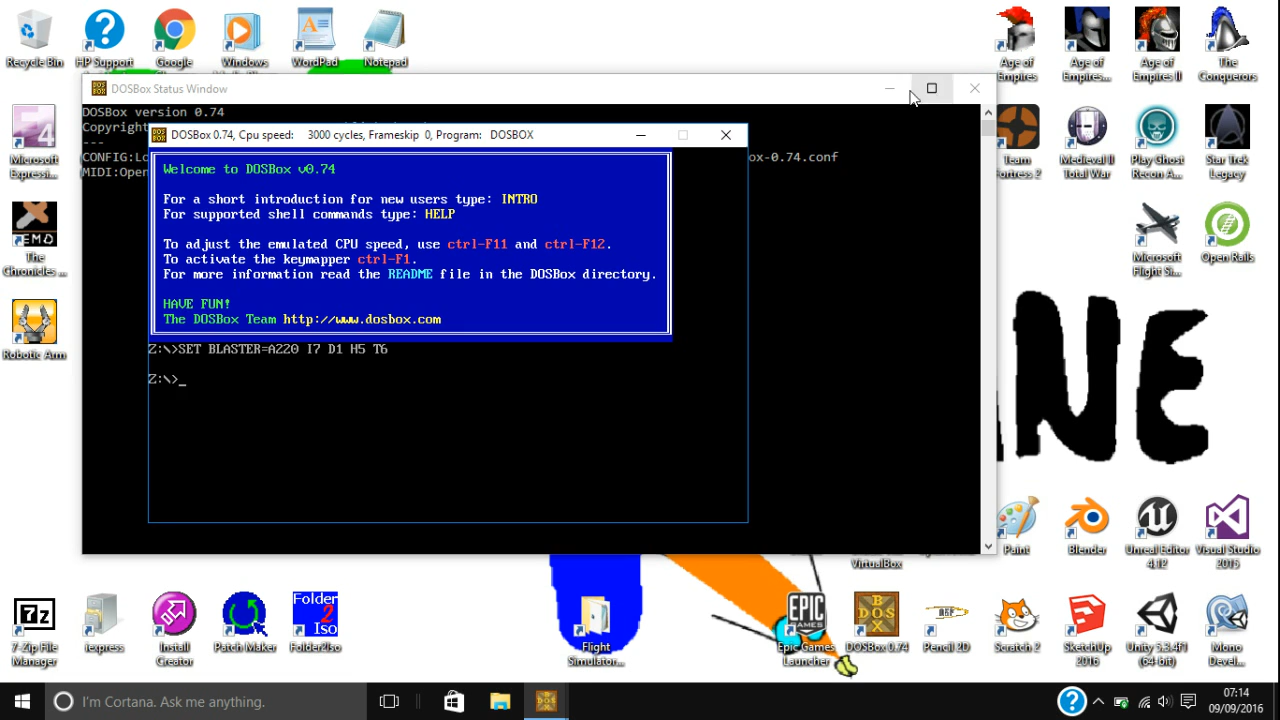 Recycle Bin
HP Support
Google
Windows
WordPad
Notepad
Age of
Empires
Age of
Empires...
Age of
Empires II
The
Conquerors
DOSBox Status Window
DOSBox version 0.74
Copyright
---
CONFIG:Lo
ox-0.74.conf
MIDI:Open
DOSBox 0.74, Cpu speed: 3000 cycles, Frameskip 0, Program: DOSBOX
Welcome to DOSBox v0.74
For a short introduction for new users type: INTRO
For supported shell commands type: HELP
To adjust the emulated CPU speed, use ctrl-F11 and ctrl-F12.
To activate the keymapper ctrl-F1.
For more information read the README file in the DOSBox directory.
HAVE FUN!
The DOSBox Team http://www.dosbox.com
Z:\>SET BLASTER=A220 I7 D1 H5 T6
Z:\>_
Microsoft
Expressi...
Team
Fortress 2
Medieval II
Total War
Play Ghost
Recon A...
Star Trek
Legacy
The
Chronicles ...
Microsoft
Flight Si...
Open Rails
Robotic Arm
NE
VirtualBox
Paint
Blender
Unreal Editor
4.12
Visual Studio
2015
7-Zip File
Manager
iexpress
Install
Creator
Patch Maker
Folder
2
Iso
Folder2Iso
Flight
Simulator...
EPIC
GAMES
Epic Games
Launcher
DOSBox 0.74
Pencil 2D
Scratch 2
SketchUp
2016
Unity 5.3.4f1
(64-bit)
Mono
Devel...
I'm Cortana. Ask me anything.
07:14
09/09/2016